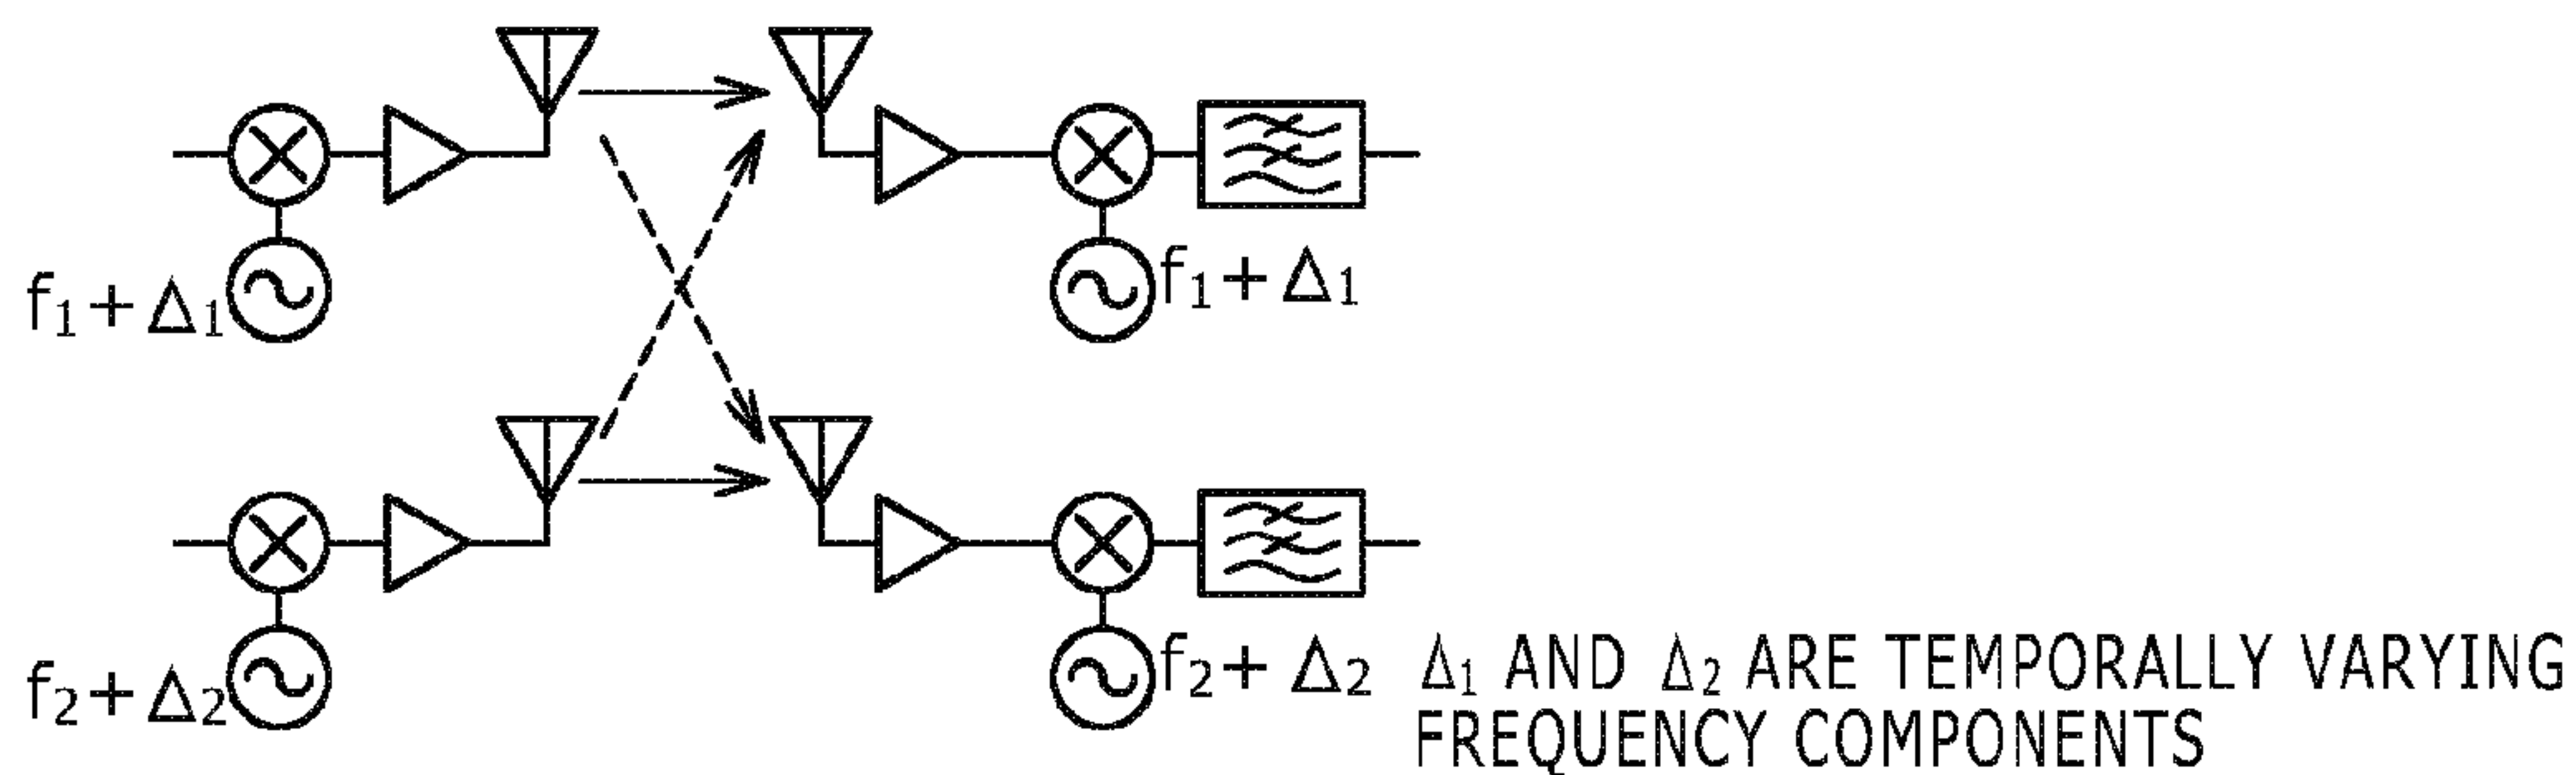 f₁+Δ₁
f₁+Δ₁
f₂+Δ₂
f₂+Δ₂
Δ₁ AND Δ₂ ARE TEMPORALLY VARYING
FREQUENCY COMPONENTS